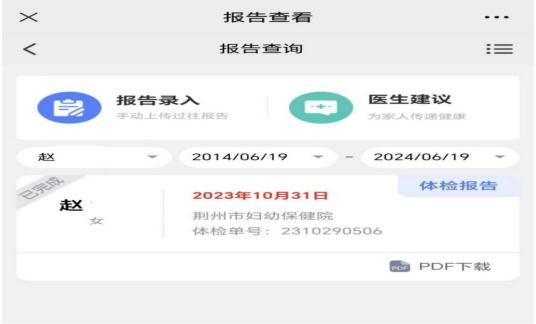 报告查看
报告查询
报告录入
手动上传过往报告
医生建议
为家人传递健康
赵
2014/06/19 - 2024/06/19
已完成
体检报告
赵
女
2023年10月31日
荆州市妇幼保健院
体检单号：2310290506
PDF
PDF下载